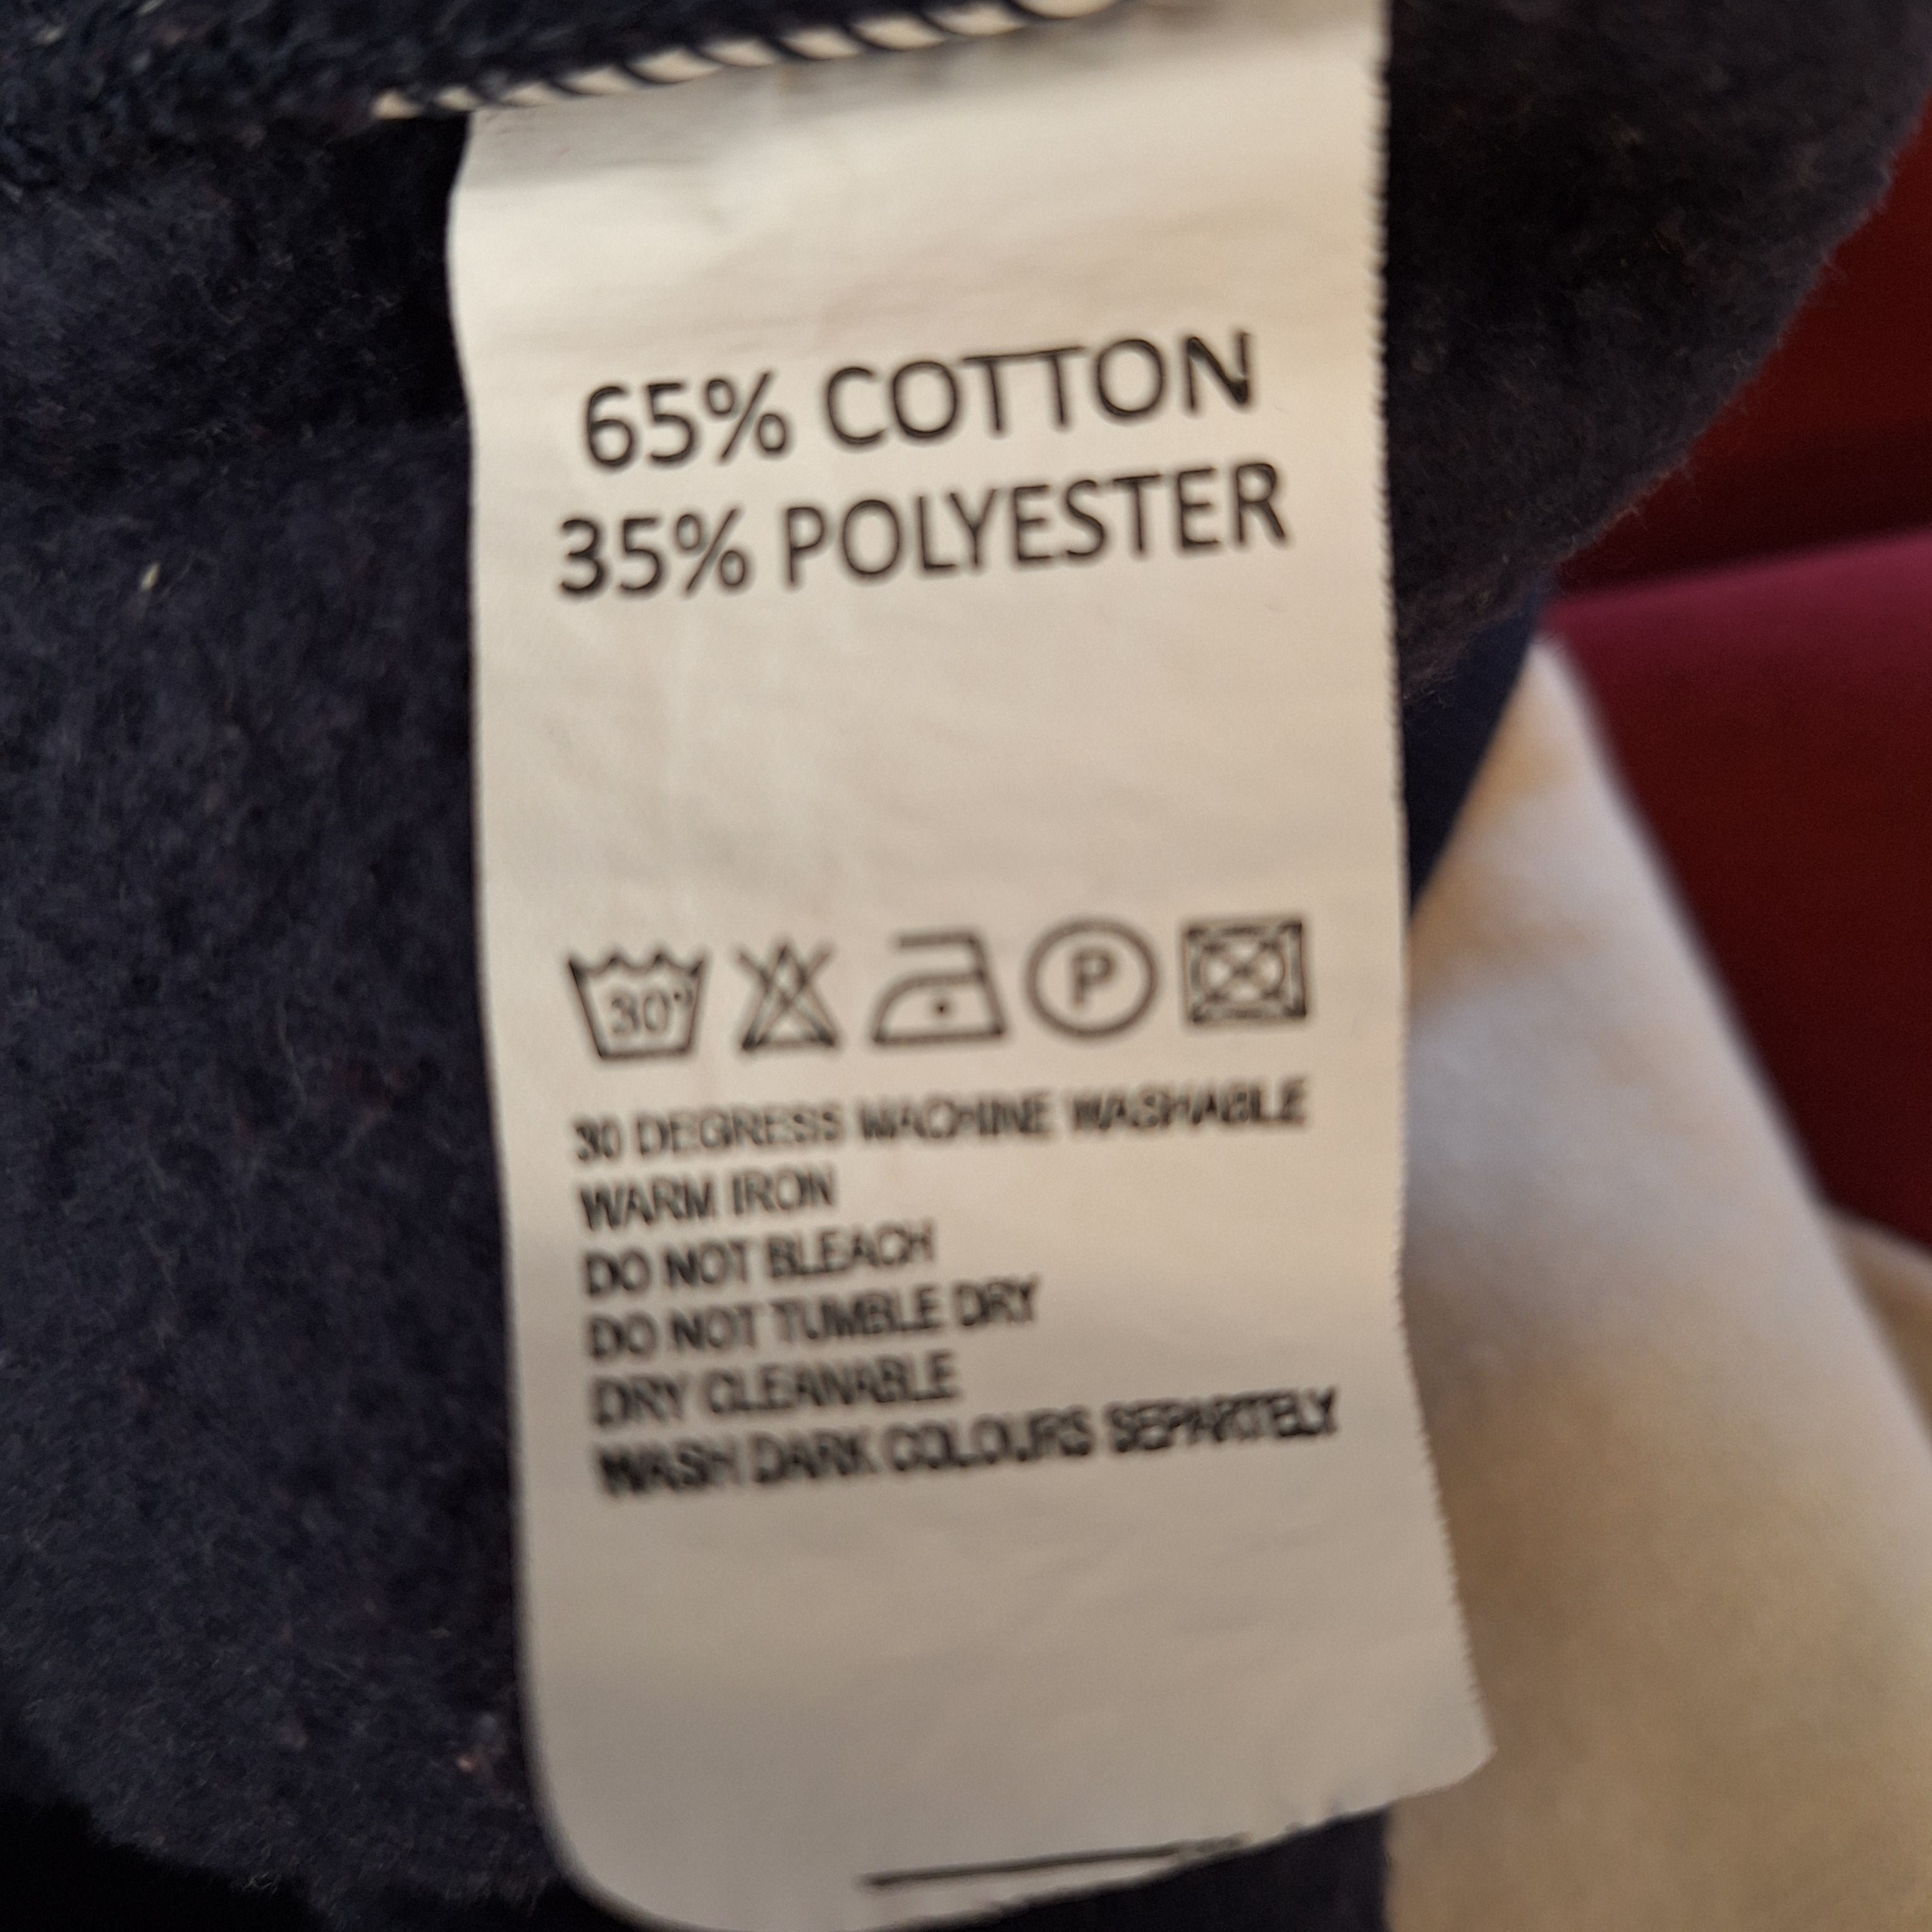 65% COTTON
35% POLYESTER
30° P
30 DEGRESS MACHINE WASHABLE
WARM IRON
DO NOT BLEACH
DO NOT TUMBLE DRY
DRY CLEANABLE
WASH DARK COLOURS SEPARTELY